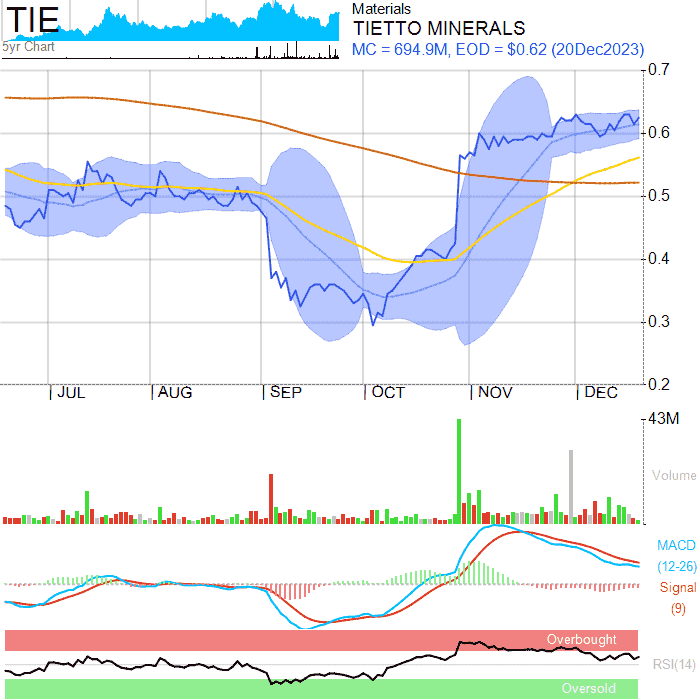 TIE
5yr Chart
Materials
TIETTO MINERALS
MC = 694.9M, EOD = $0.62 (20Dec2023)
0.7
0.6
0.5
0.4
0.3
0.2
JUL AUG SEP OCT NOV DEC
43M
Volume
MACD
(12-26)
Signal
(9)
Overbought
RSI(14)
Oversold